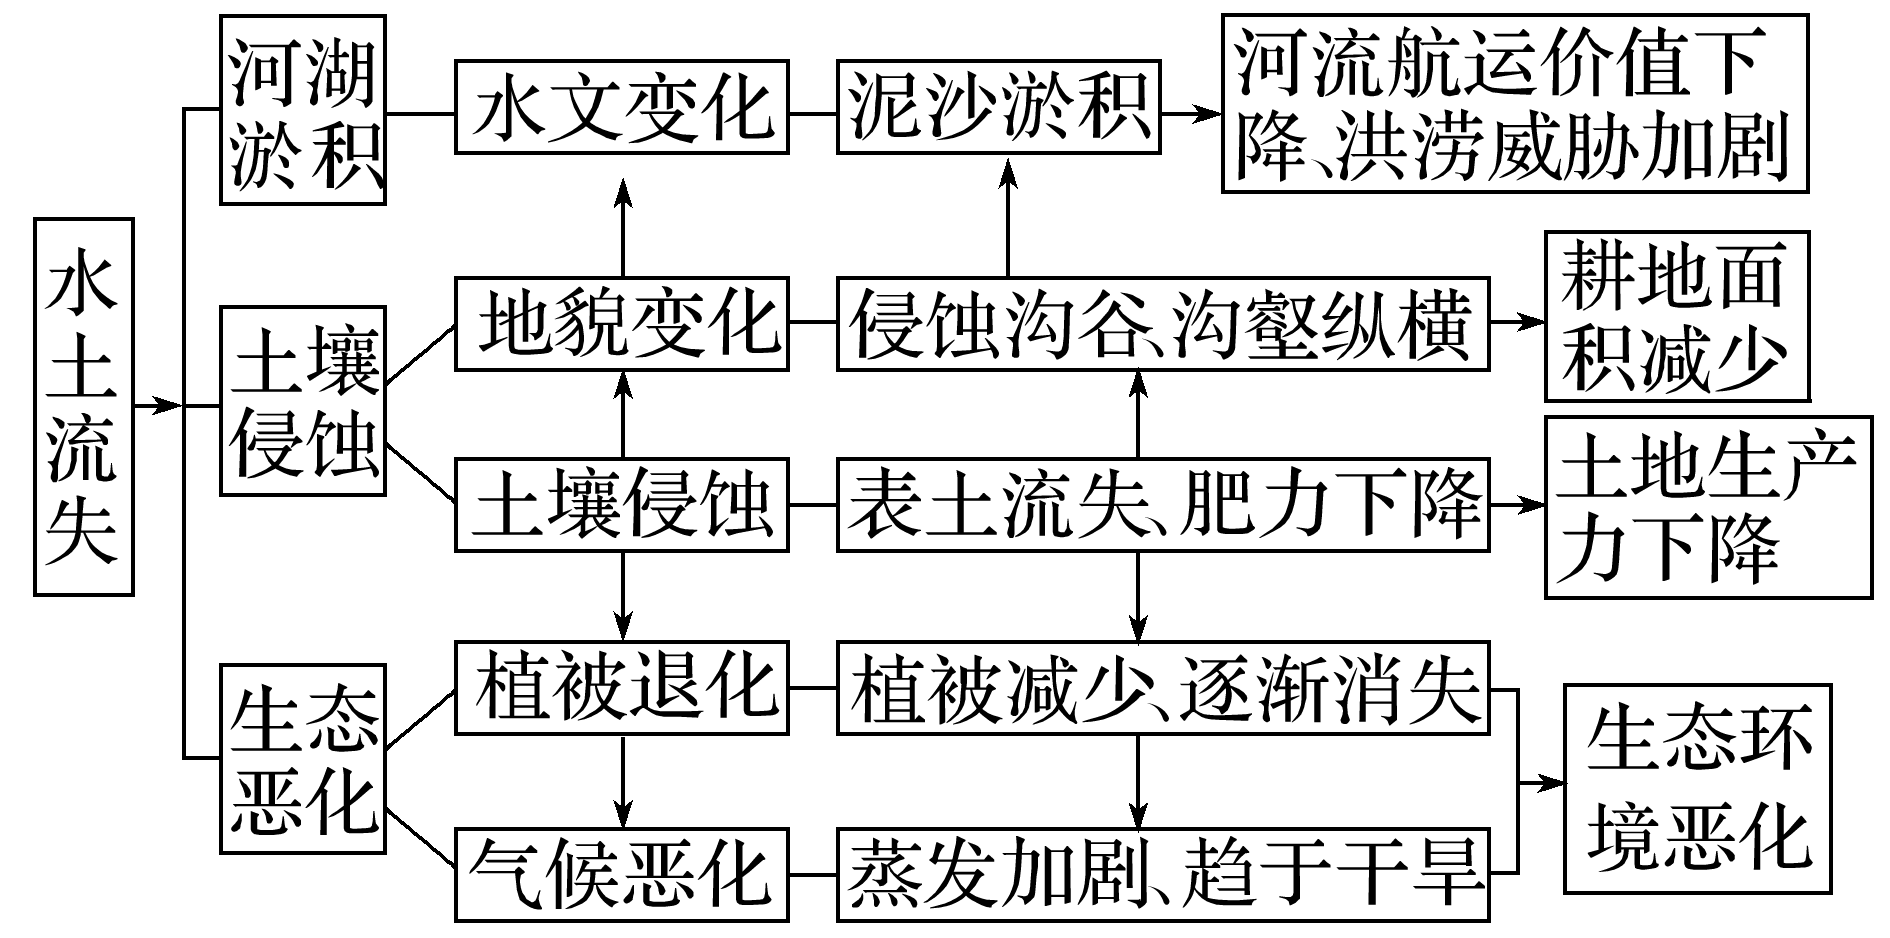 水
土
流
失
河湖
淤积
土壤
侵蚀
生态
恶化
水文变化
泥沙淤积
河流航运价值下
降、洪涝威胁加剧
地貌变化
侵蚀沟谷、沟壑纵横
耕地面
积减少
土壤侵蚀
表土流失、肥力下降
土地生产
力下降
植被退化
植被减少、逐渐消失
气候恶化
蒸发加剧、趋于干旱
生态环
境恶化